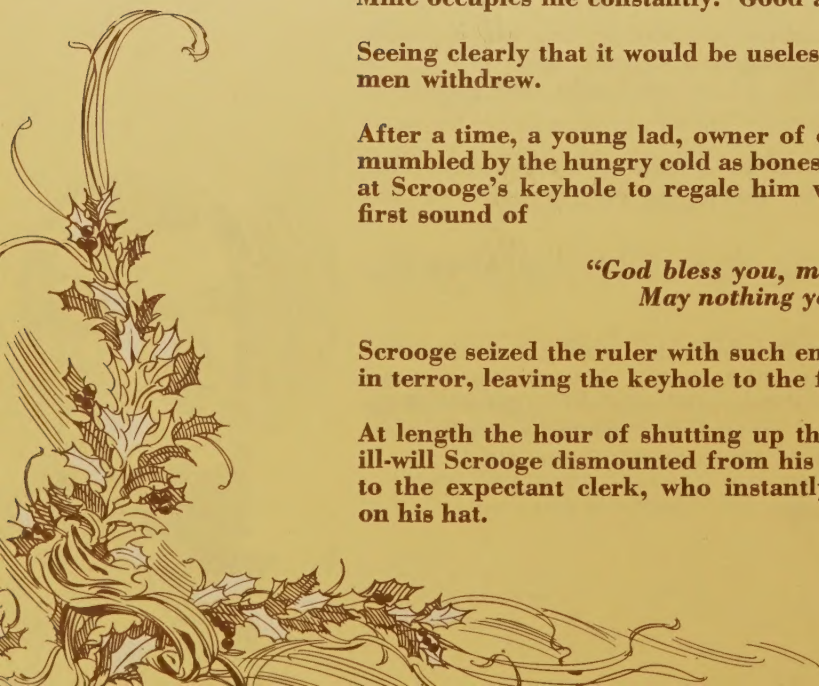 Mine occupies me constantly. Good a
Seeing clearly that it would be useles
men withdrew.
After a time, a young lad, owner of
mumbled by the hungry cold as bones
at Scrooge's keyhole to regale him
first sound of
"God bless you, m
May nothing y
Scrooge seized the ruler with such en
in terror, leaving the keyhole to the f
At length the hour of shutting up th
ill-will Scrooge dismounted from his
to the expectant clerk, who instantly
on his hat.